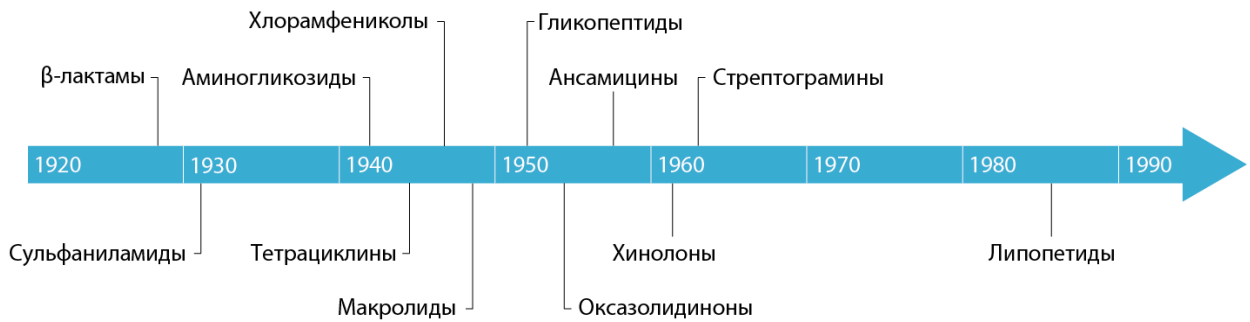 Хлорамфениколы Гликопептиды
β-лактамы Аминогликозиды Ансамицины Стрептограмины
1920 1930 1940 1950 1960 1970 1980 1990
Сульфаниламиды Тетрациклины Хинолоны Липопетиды
Макролиды Оксазолидиноны